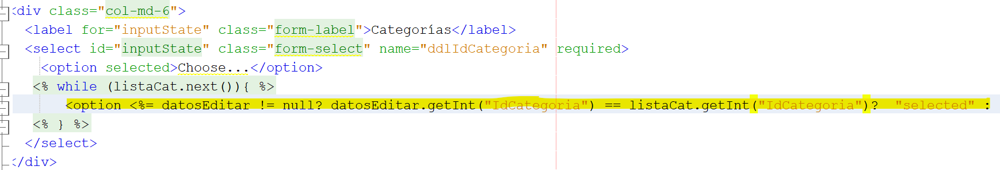 <div class="col-md-6">
<label for="inputState" class="form-label">Categorías</label>
<select id="inputState" class="form-select" name="ddlIdCategoria" required>
<option selected>Choose...</option>
<% while (listaCat.next()){ %>
<option <%= datosEditar != null? datosEditar.getInt("IdCategoria") == listaCat.getInt("IdCategoria")?  "selected" :
<% } %>
</select>
</div>